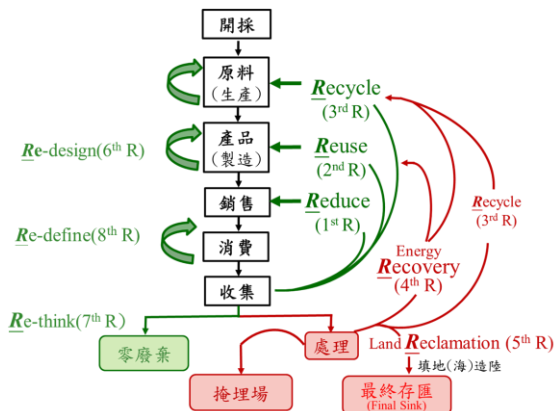 開採
原料
(生產)
Recycle
(3rd R)
Re-design(6th R)
產品
(製造)
Reuse
(2nd R)
銷售
Reduce
(1st R)
Recycle
(3rd R)
Re-define(8th R)
消費
Energy
Recovery
(4th R)
收集
Re-think(7th R)
零廢棄
處理
Land Reclamation (5th R)
填地(海)造陸
掩埋場
最終存匯
(Final Sink)